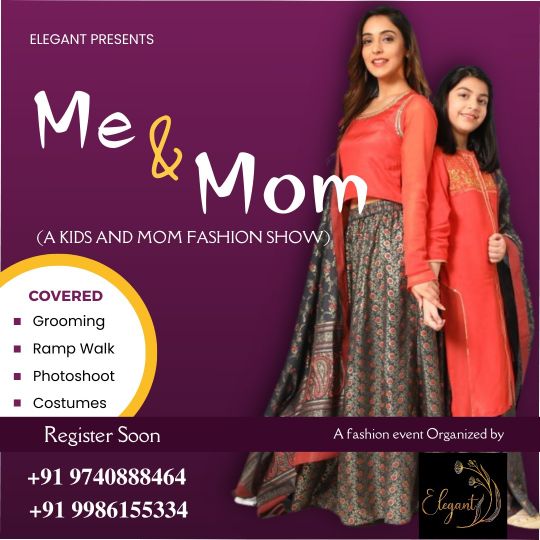 ELEGANT PRESENTS
Me
&
Mom
(A KIDS AND MOM FASHION SHOW)
COVERED
Grooming
Ramp Walk
Photoshoot
Costumes
Register Soon
A fashion event Organized by
+91 9740888464
+91 9986155334
Elegant